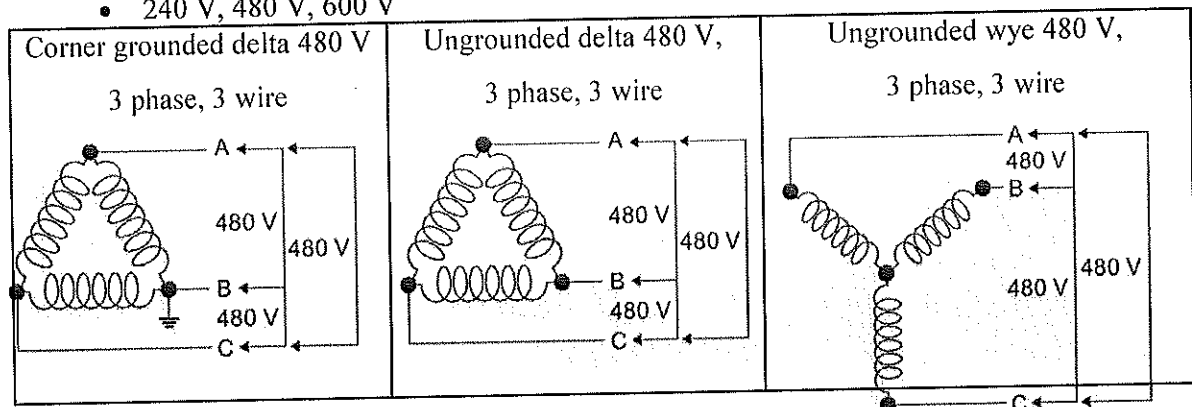 • 240 V, 480 V, 600 V
Corner grounded delta 480 V
3 phase, 3 wire
A
480 V
480 V
B
480 V
C
Ungrounded delta 480 V,
3 phase, 3 wire
A
480 V
480 V
B
480 V
C
Ungrounded wye 480 V,
3 phase, 3 wire
A
480 V
B
480 V
480 V
C